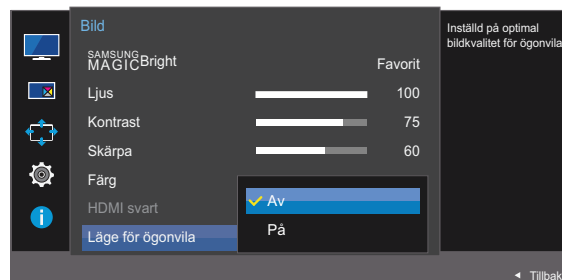 Bild
SAMSUNG
MAGICBright Favorit
Ljus 100
Kontrast 75
Skärpa 60
Färg
HDMI svart
Läge för ögonvila
Av
På
Inställd på optimal
bildkvalitet för ögonvila
Tillbak